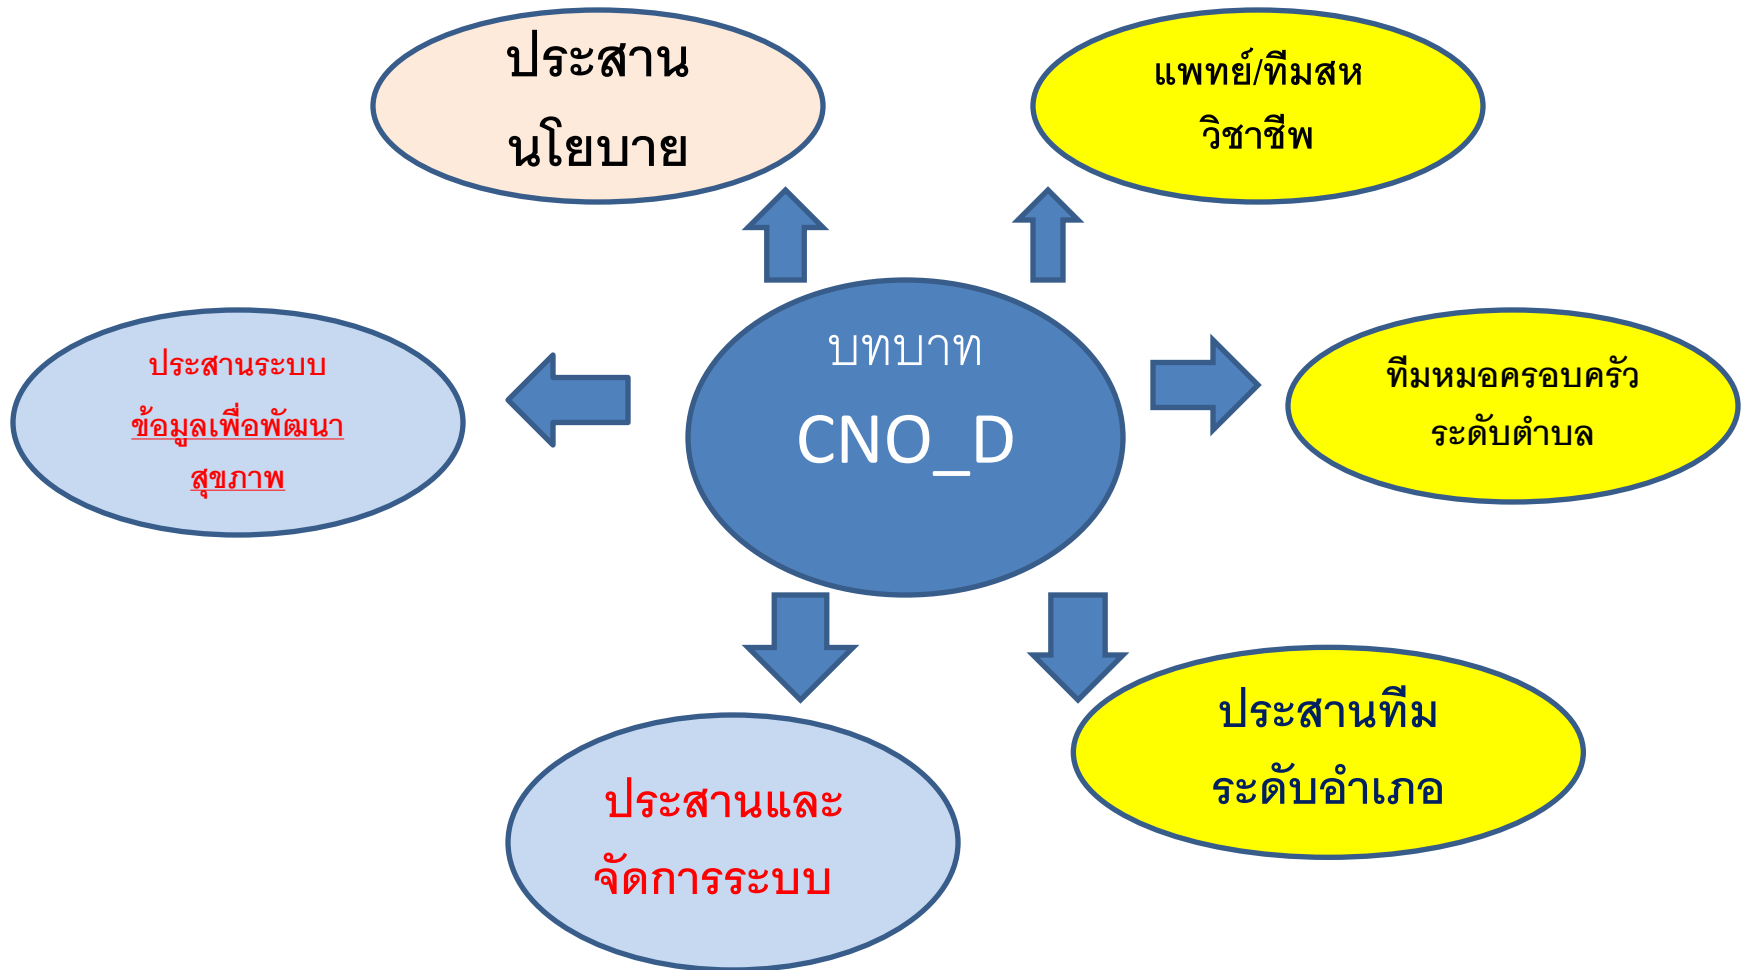 ประสาน
นโยบาย
แพทย์/ทีมสห
วิชาชีพ
ประสานระบบ
ข้อมูลเพื่อพัฒนา
สุขภาพ
บทบาท
CNO_D
ทีมหมอครอบครัว
ระดับตำบล
ประสานทีม
ระดับอำเภอ
ประสานและ
จัดการระบบ